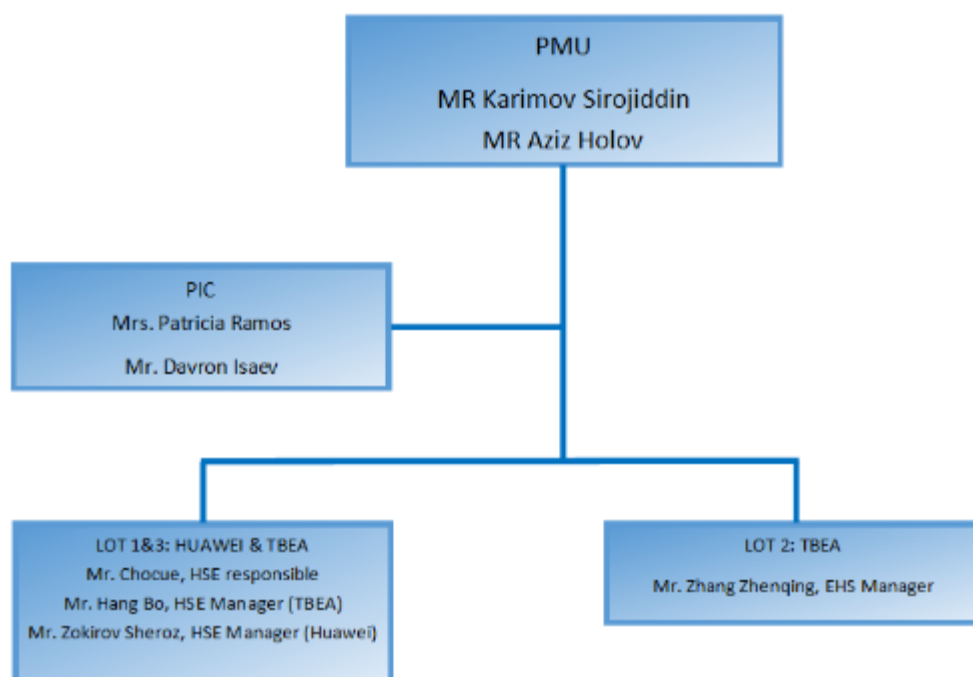 PMU
MR Karimov Sirojiddin
MR Aziz Holov
PIC
Mrs. Patricia Ramos
Mr. Davron Isaev
LOT 1&3: HUAWEI & TBEA
Mr. Chocue, HSE responsible
Mr. Hang Bo, HSE Manager (TBEA)
Mr. Zokirov Sheroz, HSE Manager (Huawei)
LOT 2: TBEA
Mr. Zhang Zhenqing, EHS Manager